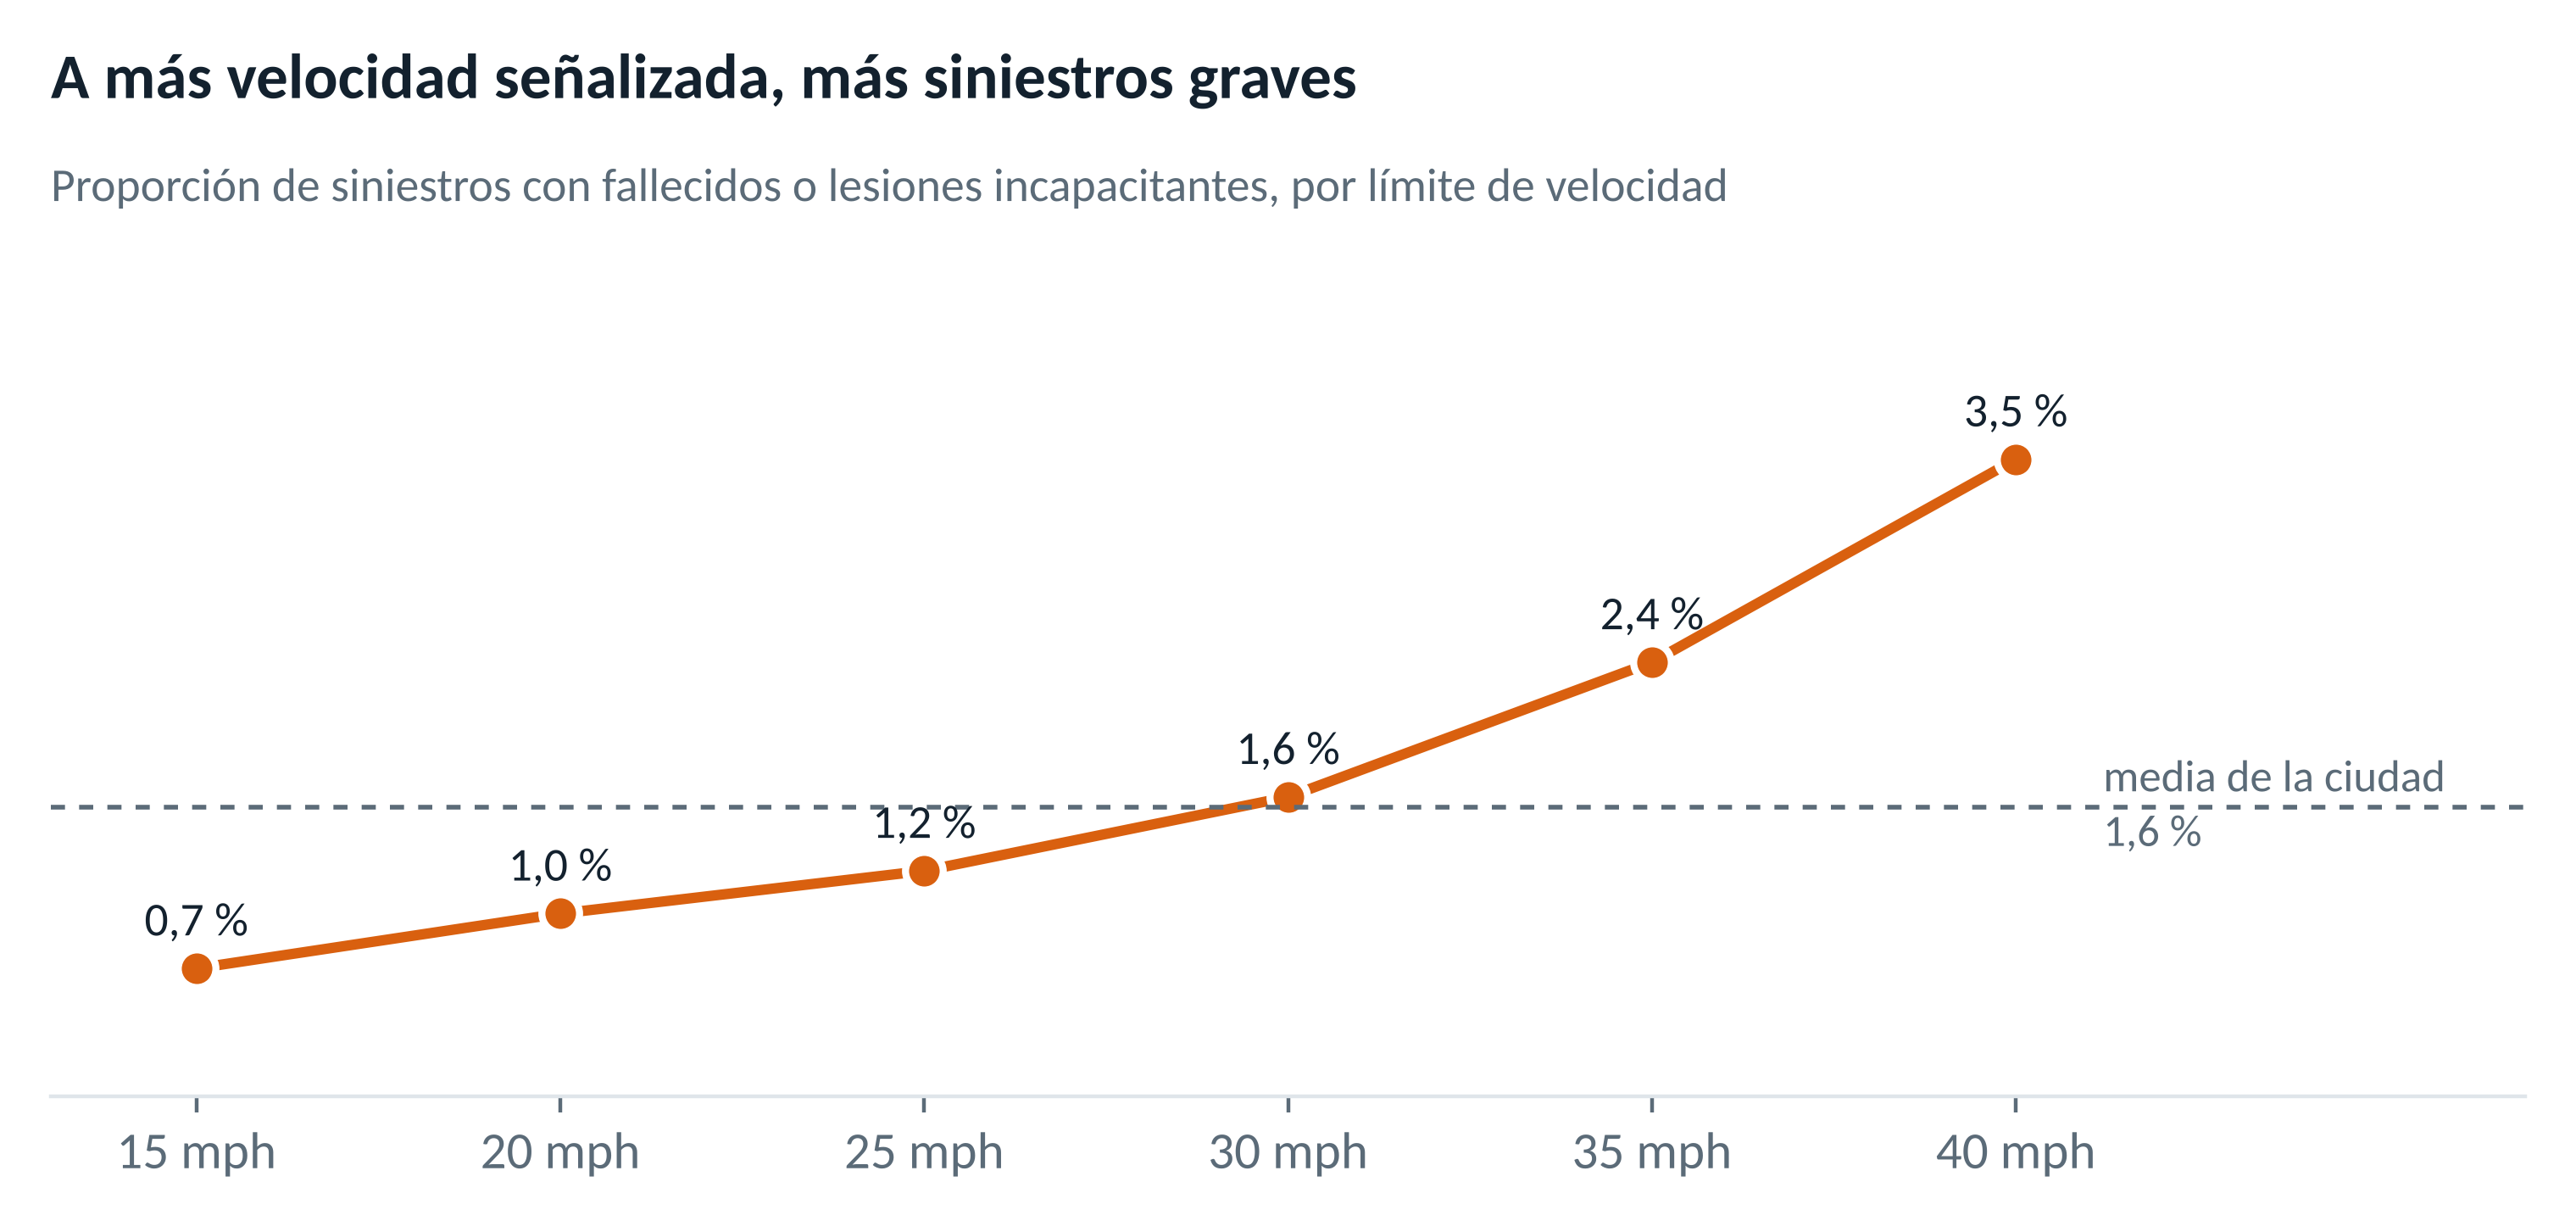 A más velocidad señalizada, más siniestros graves
Proporción de siniestros con fallecidos o lesiones incapacitantes, por límite de velocidad
3,5 %
2,4 %
1,6 %
media de la ciudad
1,6 %
1,2 %
1,0 %
0,7 %
15 mph
20 mph
25 mph
30 mph
35 mph
40 mph